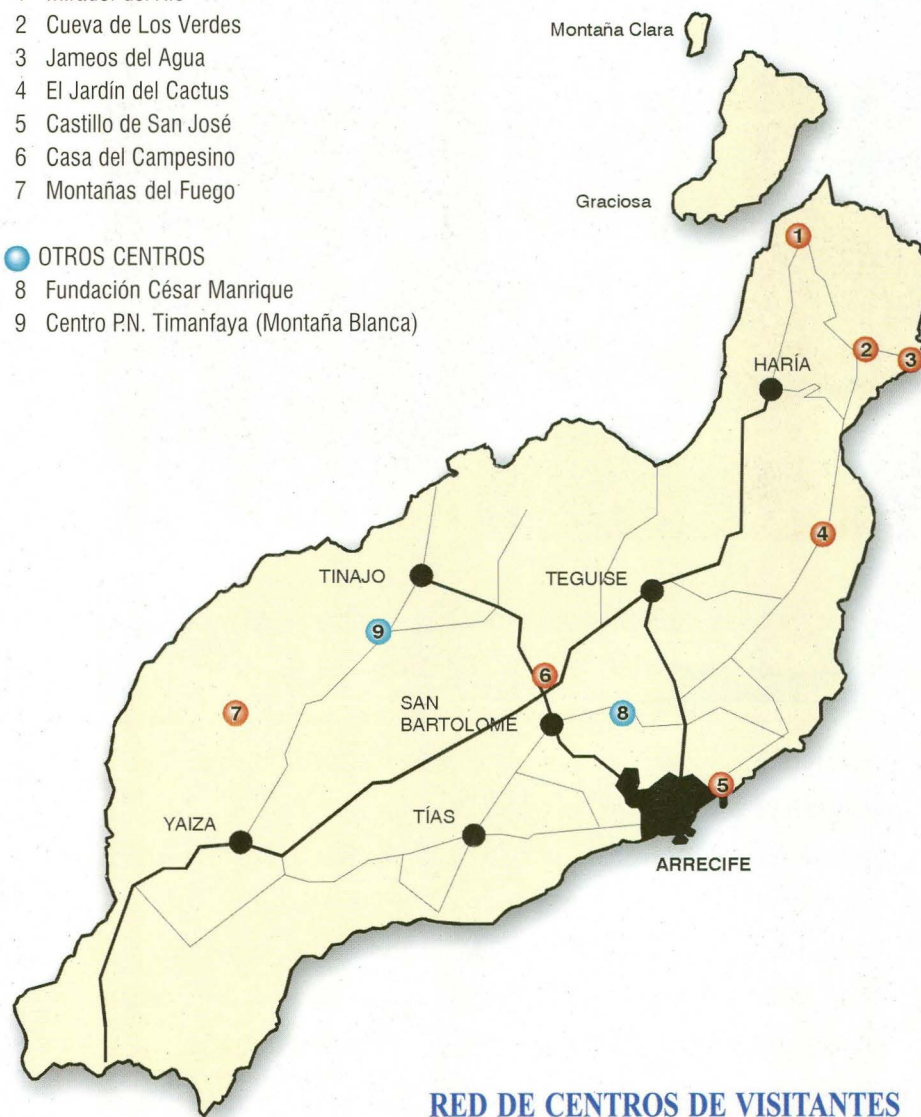 2 Cueva de Los Verdes
3 Jameos del Agua
4 El Jardín del Cactus
5 Castillo de San José
6 Casa del Campesino
7 Montañas del Fuego
OTROS CENTROS
8 Fundación César Manrique
9 Centro P.N. Timanfaya (Montaña Blanca)
Montaña Clara
Graciosa
1
2
3
HARÍA
4
TINAJO
TEGUISE
9
6
7
SAN
BARTOLOMÉ
8
5
YAIZA
TÍAS
ARRECIFE
RED DE CENTROS DE VISITANTES